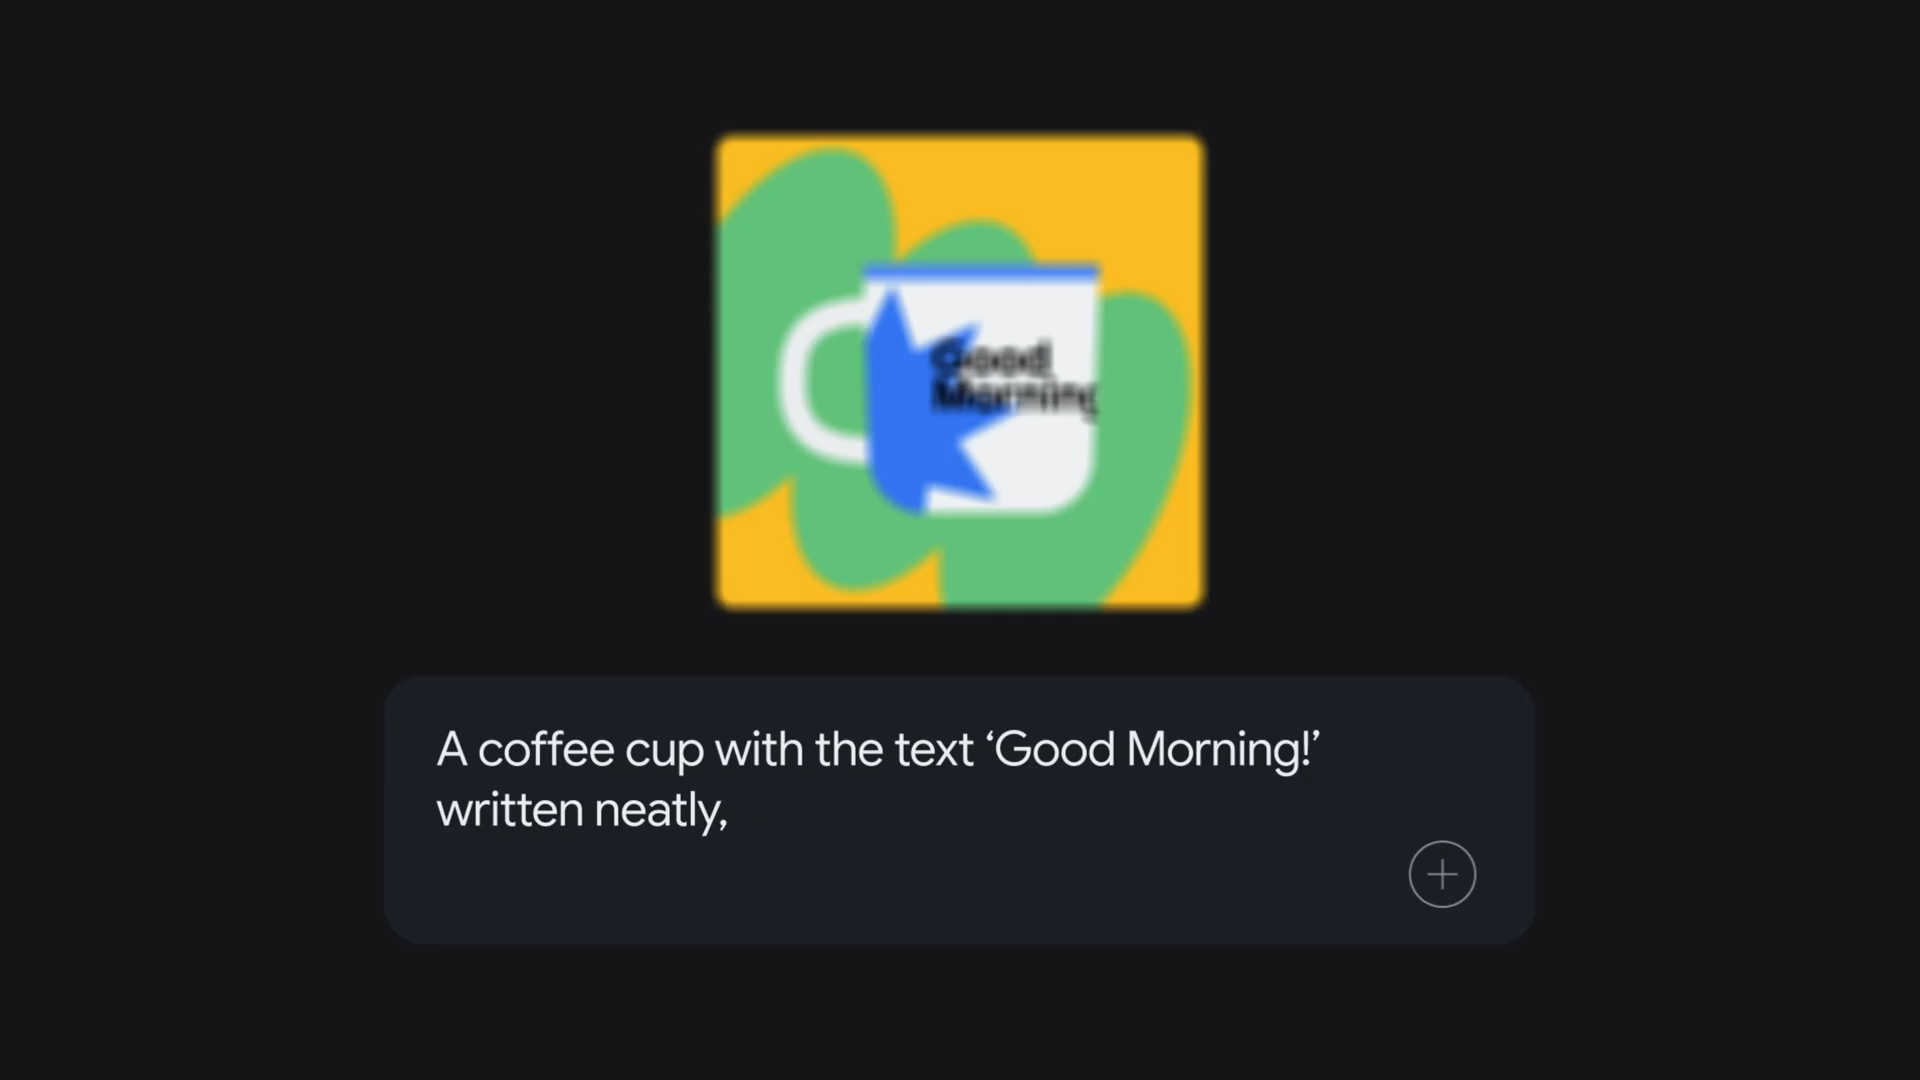 Good
Morning
A coffee cup with the text ‘Good Morning!’
written neatly,